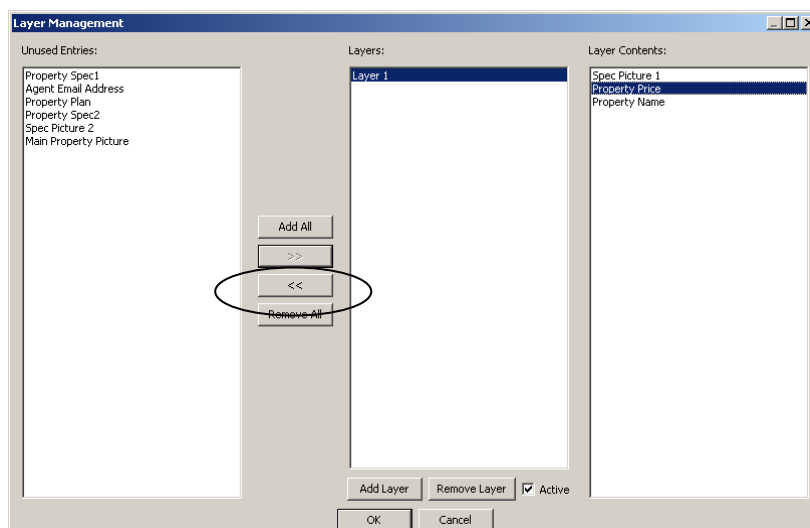 Layer Management
Unused Entries:
Layers:
Layer Contents:
Property Spec1
Agent Email Address
Property Plan
Property Spec2
Spec Picture 2
Main Property Picture
Layer 1
Spec Picture 1
Property Price
Property Name
Add All
>>
<<
Remove All
Add Layer
Remove Layer
Active
OK
Cancel